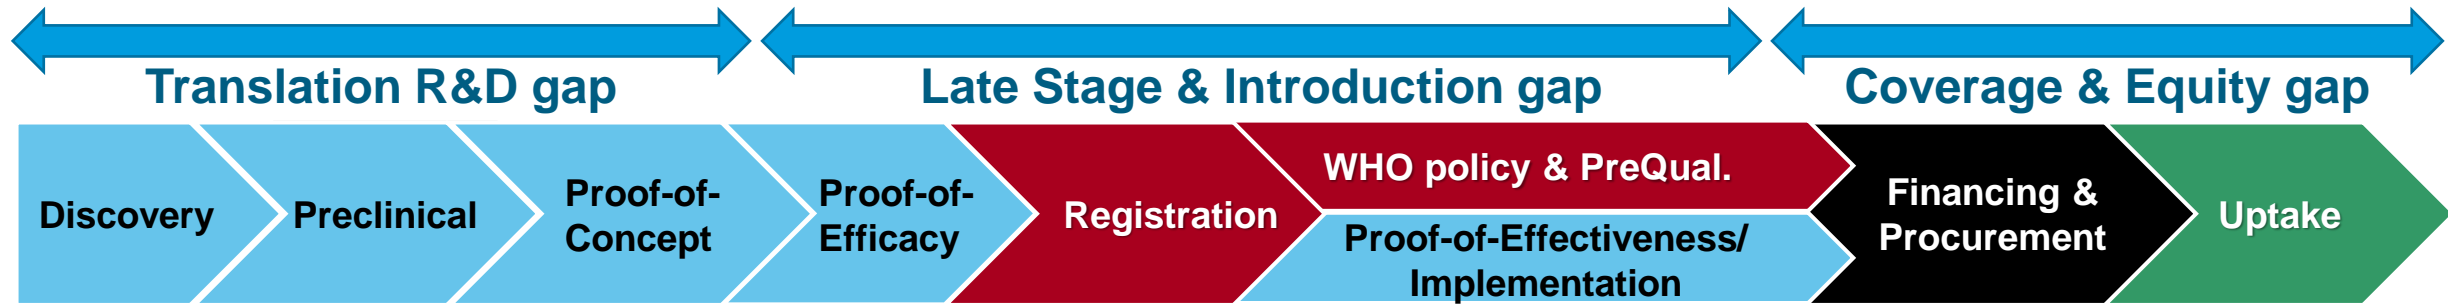 Translation R&D gap
Late Stage & Introduction gap
Coverage & Equity gap
Discovery
Preclinical
Proof-of-
Concept
Proof-of-
Efficacy
Registration
WHO policy & PreQual.
Proof-of-Effectiveness/
Implementation
Financing &
Procurement
Uptake